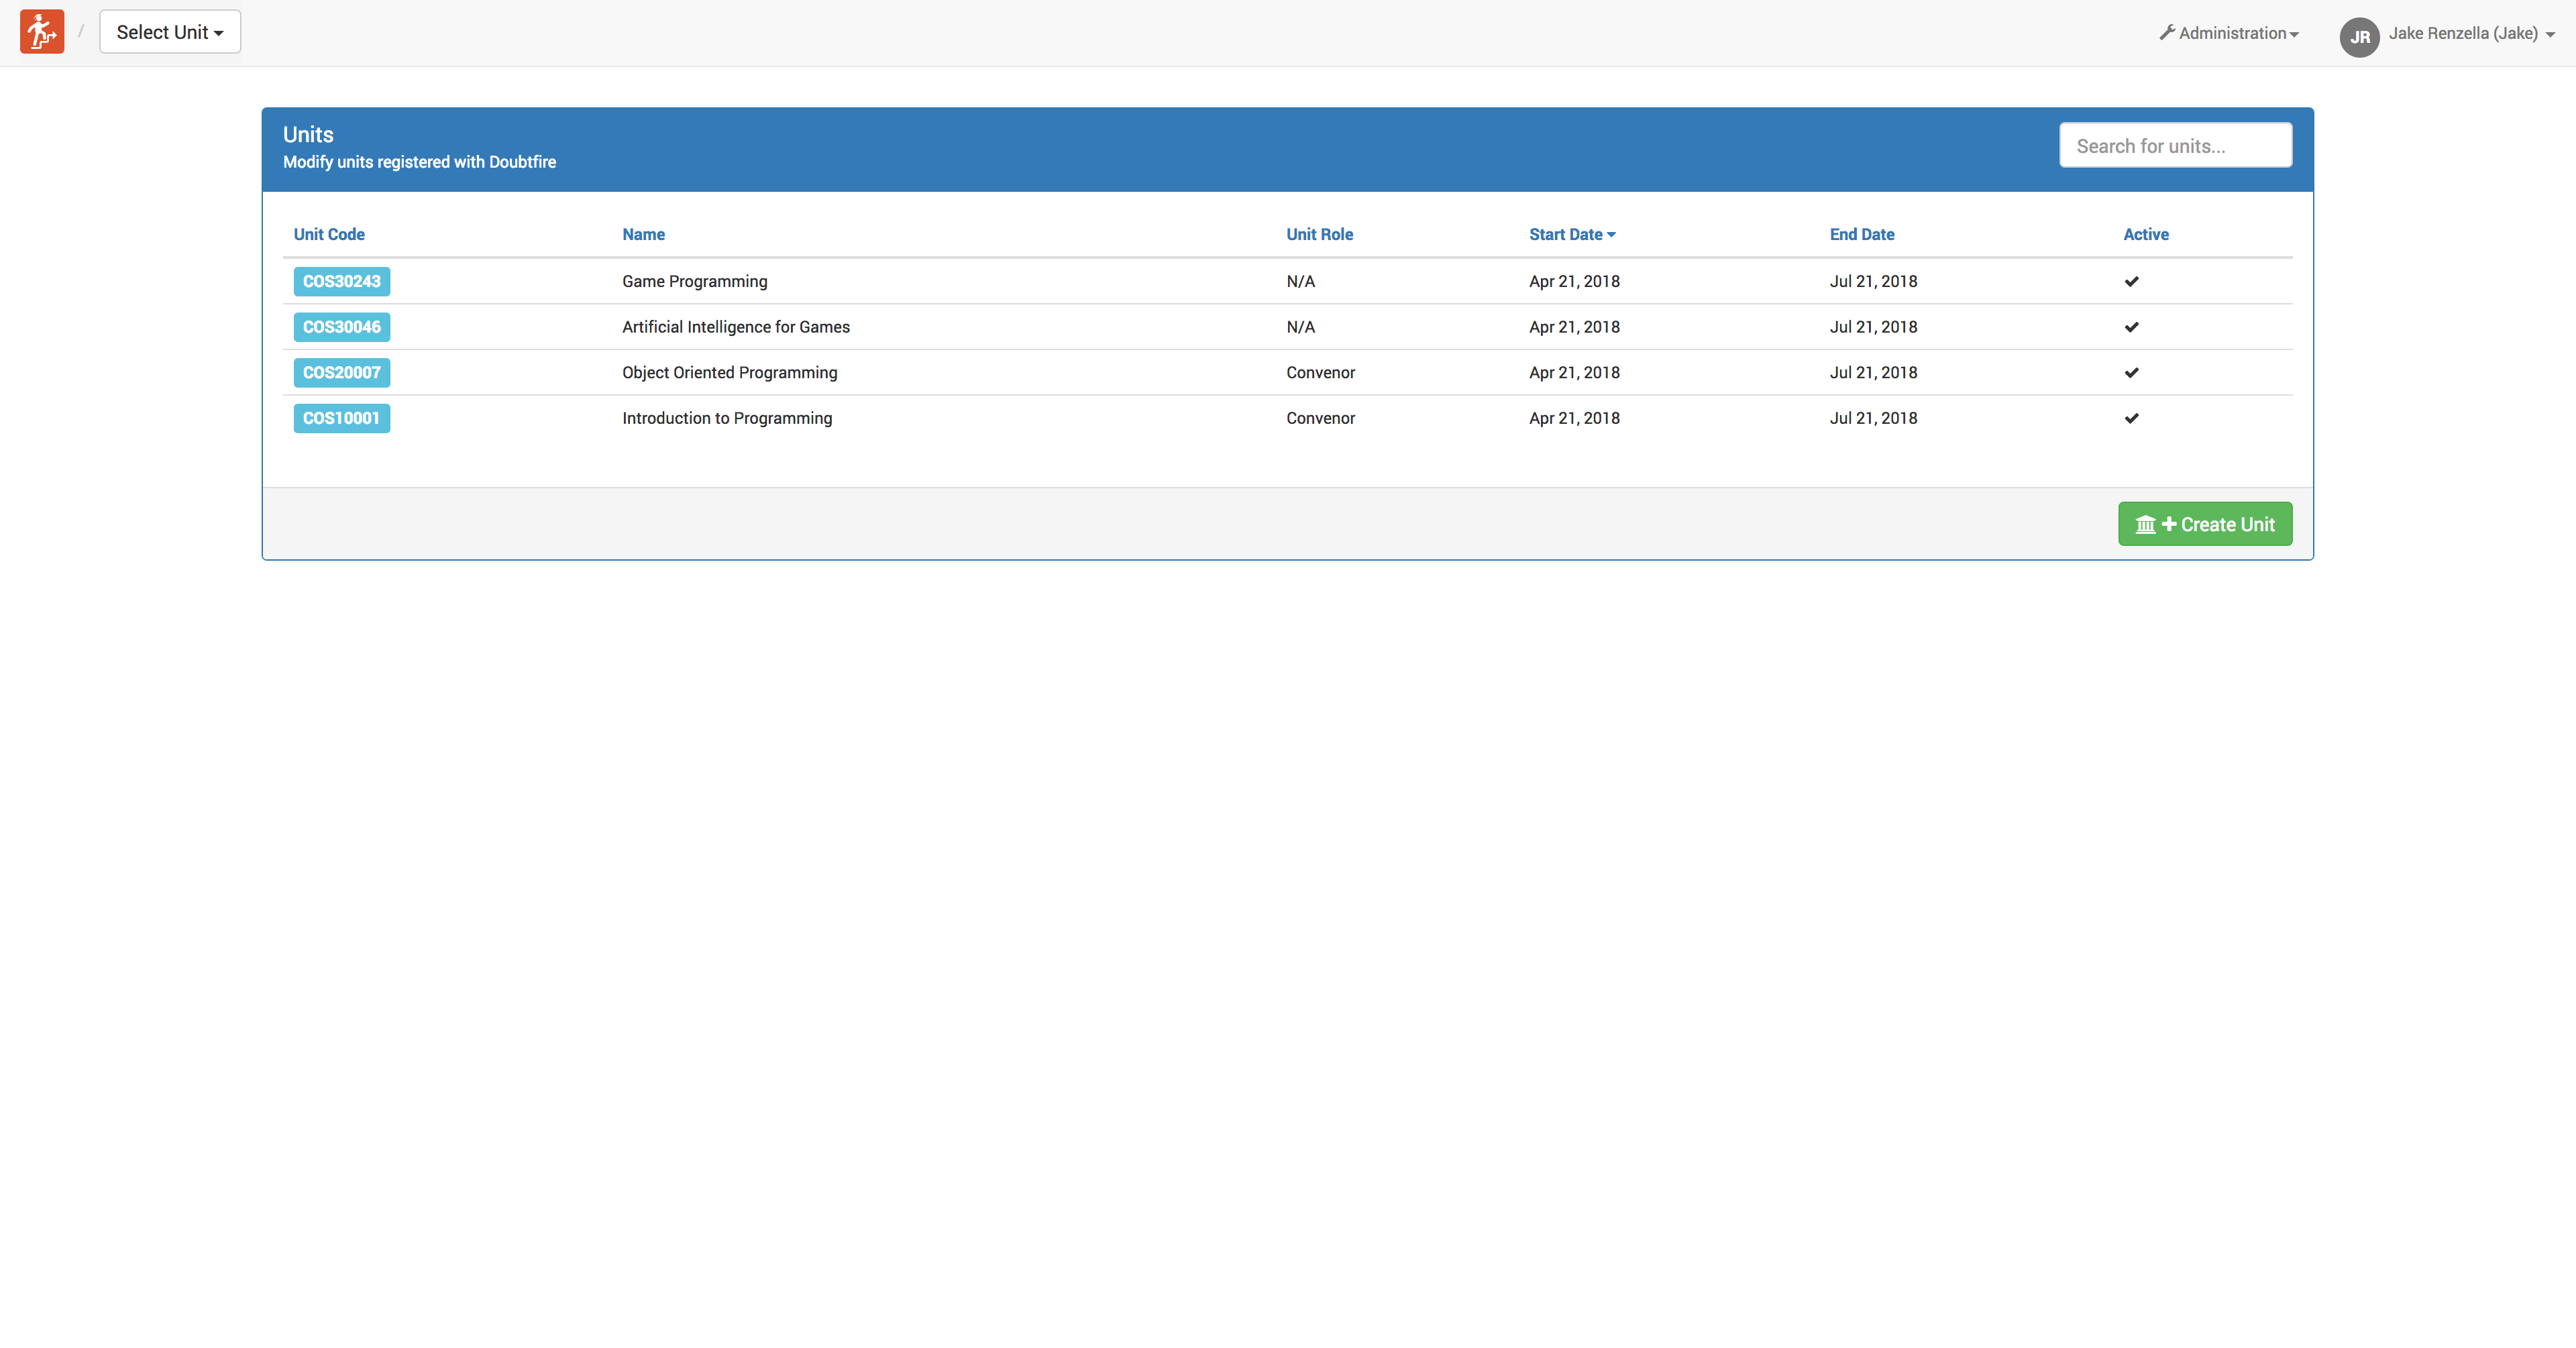 / Select Unit Administration JR Jake Renzella (Jake)
Units
Modify units registered with Doubtfire
Search for units...
Unit Code Name Unit Role Start Date End Date Active
COS30243 Game Programming N/A Apr 21, 2018 Jul 21, 2018
COS30046 Artificial Intelligence for Games N/A Apr 21, 2018 Jul 21, 2018
COS20007 Object Oriented Programming Convenor Apr 21, 2018 Jul 21, 2018
COS10001 Introduction to Programming Convenor Apr 21, 2018 Jul 21, 2018
Create Unit